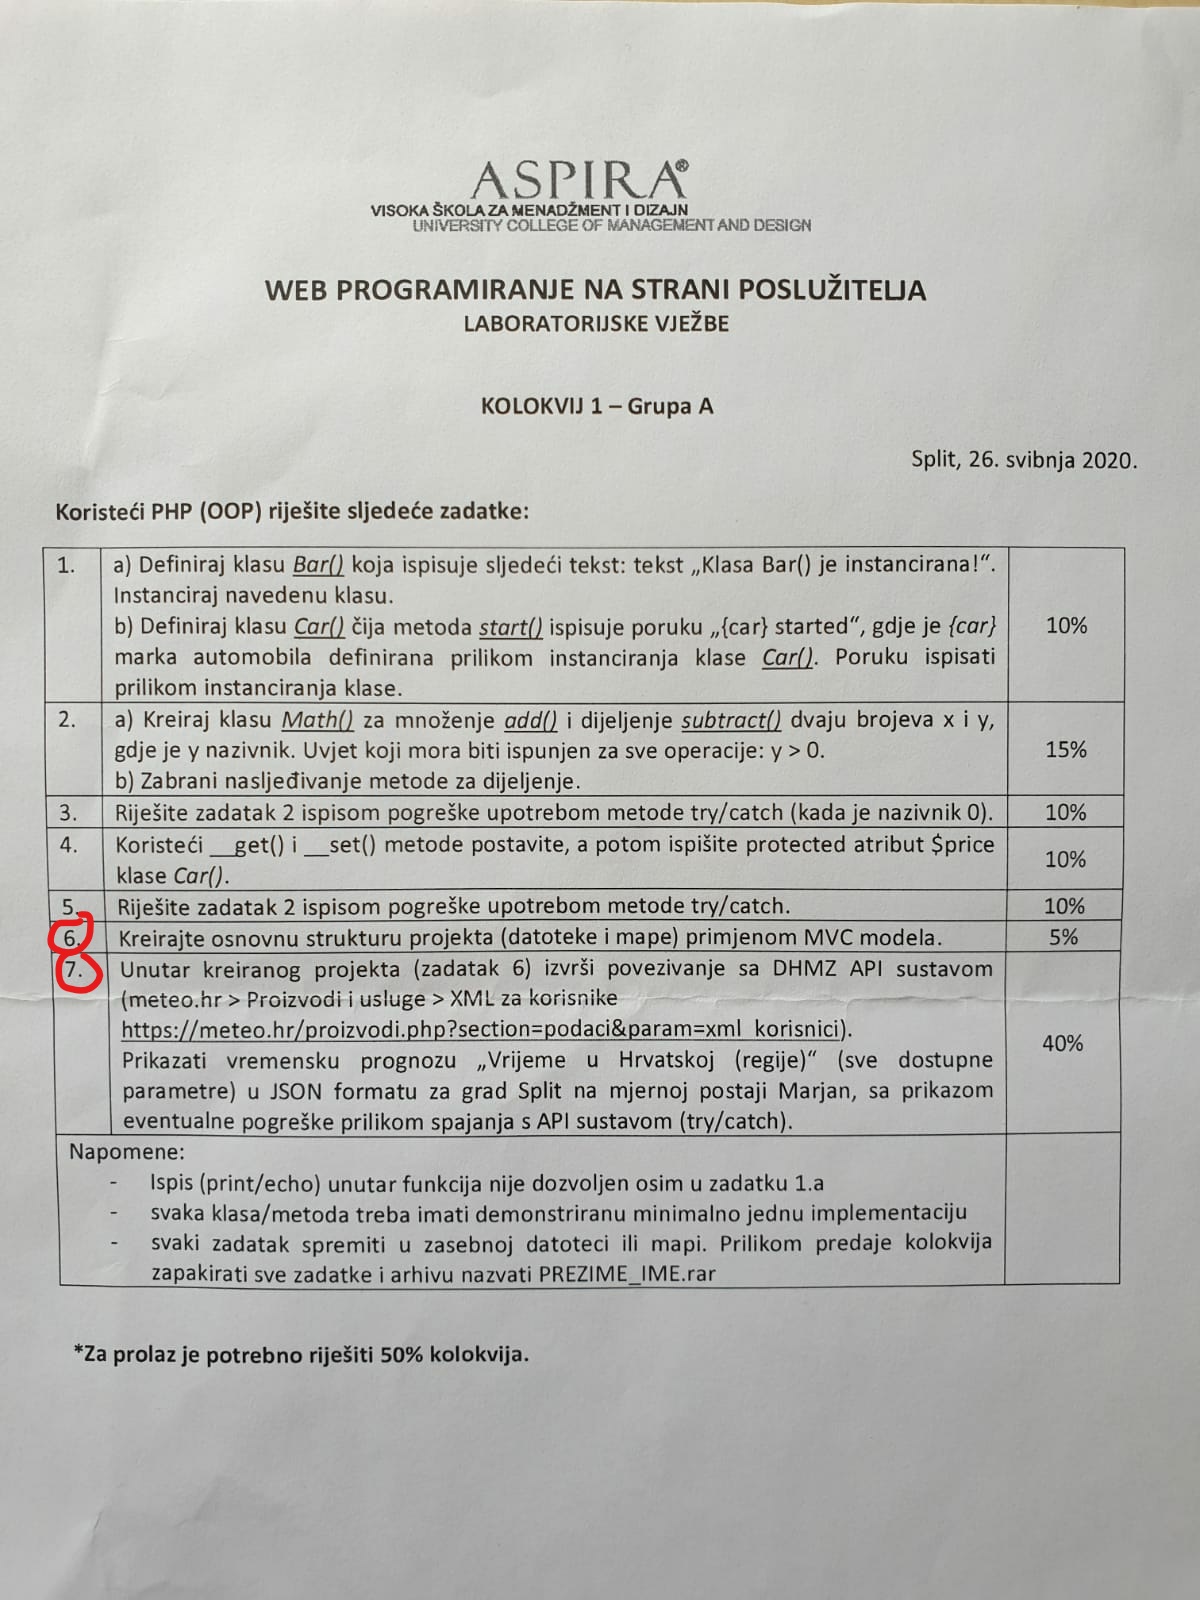 ASPIRA®
VISOKA ŠKOLA ZA MENADŽMENT I DIZAJN
UNIVERSITY COLLEGE OF MANAGEMENT AND DESIGN
WEB PROGRAMIRANJE NA STRANI POSLUŽITELJA
LABORATORIJSKE VJEŽBE
KOLOKVIJ 1 – Grupa A
Split, 26. svibnja 2020.
Koristeći PHP (OOP) riješite sljedeće zadatke:
1. a) Definiraj klasu Bar() koja ispisuje sljedeći tekst: tekst „Klasa Bar() je instancirana!“.
Instanciraj navedenu klasu.
b) Definiraj klasu Car() čija metoda start() ispisuje poruku „{car} started“, gdje je {car} 10%
marka automobila definirana prilikom instanciranja klase Car(). Poruku ispisati
prilikom instanciranja klase.
2. a) Kreiraj klasu Math() za množenje add() i dijeljenje subtract() dvaju brojeva x i y,
gdje je y nazivnik. Uvjet koji mora biti ispunjen za sve operacije: y > 0. 15%
b) Zabrani nasljeđivanje metode za dijeljenje.
3. Riješite zadatak 2 ispisom pogreške upotrebom metode try/catch (kada je nazivnik 0). 10%
4. Koristeći __get() i __set() metode postavite, a potom ispišite protected atribut $price 10%
klase Car().
5. Riješite zadatak 2 ispisom pogreške upotrebom metode try/catch. 10%
6. Kreirajte osnovnu strukturu projekta (datoteke i mape) primjenom MVC modela. 5%
7. Unutar kreiranog projekta (zadatak 6) izvrši povezivanje sa DHMZ API sustavom
(meteo.hr > Proizvodi i usluge > XML za korisnike
https://meteo.hr/proizvodi.php?section=podaci&param=xml_korisnici). 40%
Prikazati vremensku prognozu „Vrijeme u Hrvatskoj (regije)“ (sve dostupne
parametre) u JSON formatu za grad Split na mjernoj postaji Marjan, sa prikazom
eventualne pogreške prilikom spajanja s API sustavom (try/catch).
Napomene:
- Ispis (print/echo) unutar funkcija nije dozvoljen osim u zadatku 1.a
- svaka klasa/metoda treba imati demonstriranu minimalno jednu implementaciju
- svaki zadatak spremiti u zasebnoj datoteci ili mapi. Prilikom predaje kolokvija
zapakirati sve zadatke i arhivu nazvati PREZIME_IME.rar
*Za prolaz je potrebno riješiti 50% kolokvija.